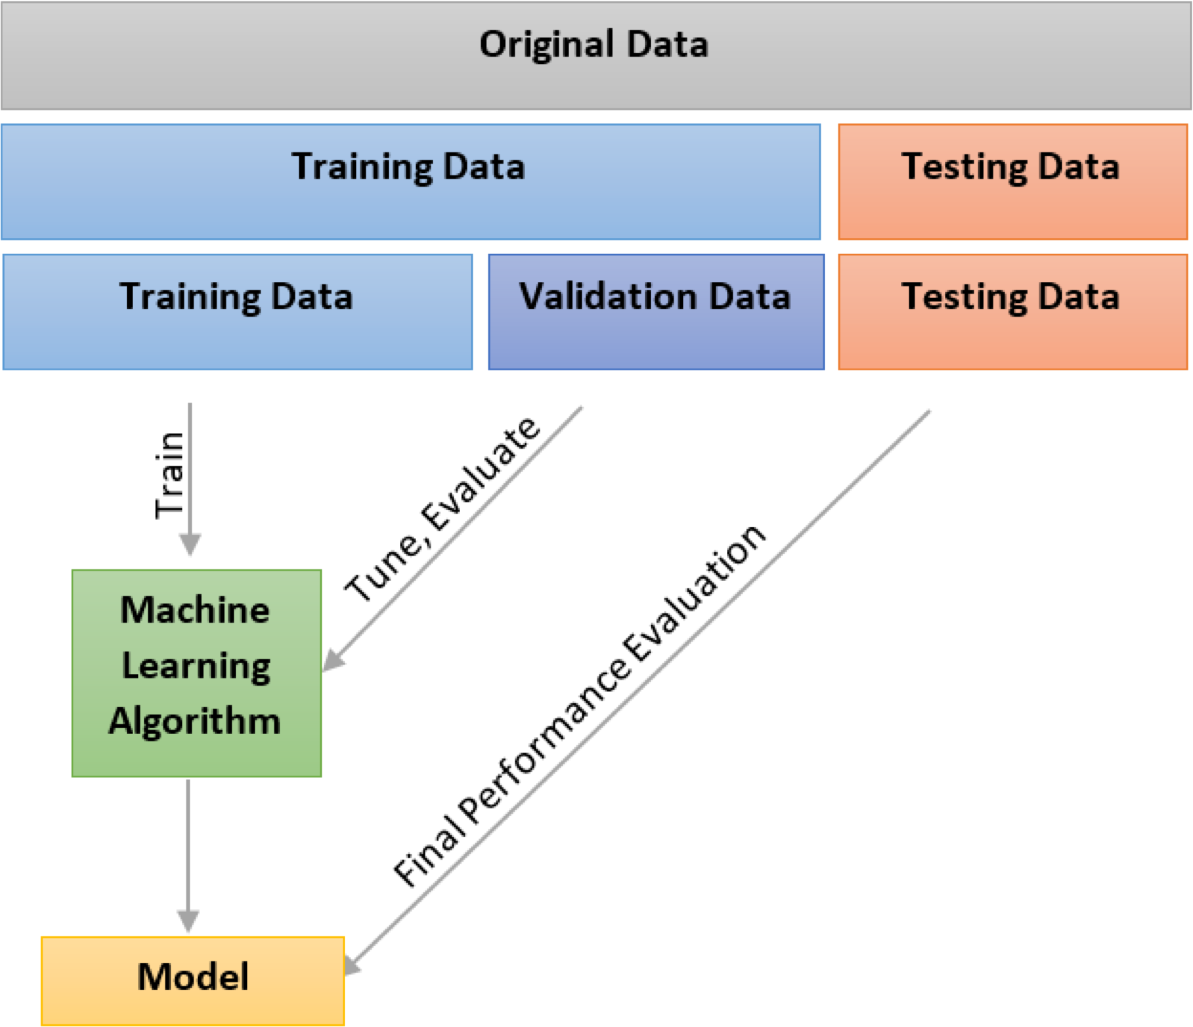 Original Data
Training Data
Testing Data
Training Data
Validation Data
Testing Data
Train
Tune, Evaluate
Final Performance Evaluation
Machine
Learning
Algorithm
Model